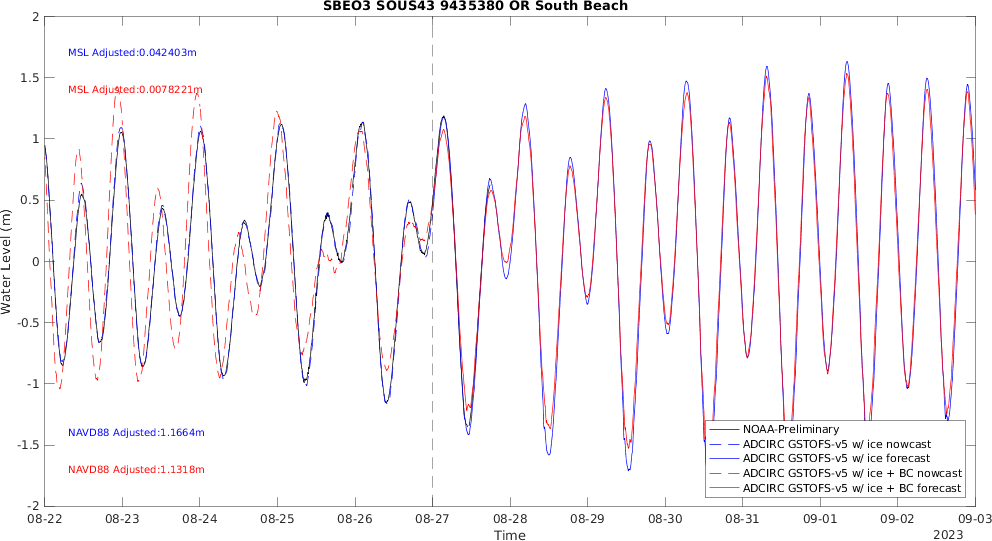 SBEO3 SOUS43 9435380 OR South Beach
2
1.5
1
0.5
0
-0.5
-1
-1.5
-2
Water Level (m)
MSL Adjusted:0.042403m
MSL Adjusted:0.0078221m
NAVD88 Adjusted:1.1664m
NAVD88 Adjusted:1.1318m
NOAA-Preliminary
ADCIRC GSTOFS-v5 w/ ice nowcast
ADCIRC GSTOFS-v5 w/ ice forecast
ADCIRC GSTOFS-v5 w/ ice + BC nowcast
ADCIRC GSTOFS-v5 w/ ice + BC forecast
08-22 08-23 08-24 08-25 08-26 08-27 08-28 08-29 08-30 08-31 09-01 09-02 09-03
Time
2023